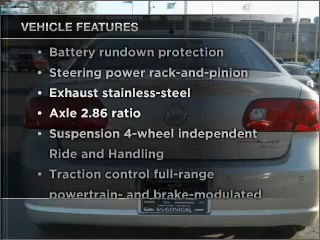 VEHICLE FEATURES
• Battery rundown protection
• Steering power rack-and-pinion
• Exhaust stainless-steel
• Axle 2.86 ratio
• Suspension 4-wheel independent
Ride and Handling
• Traction control full-range
powertrain- and brake-modulated
McGONIGAL